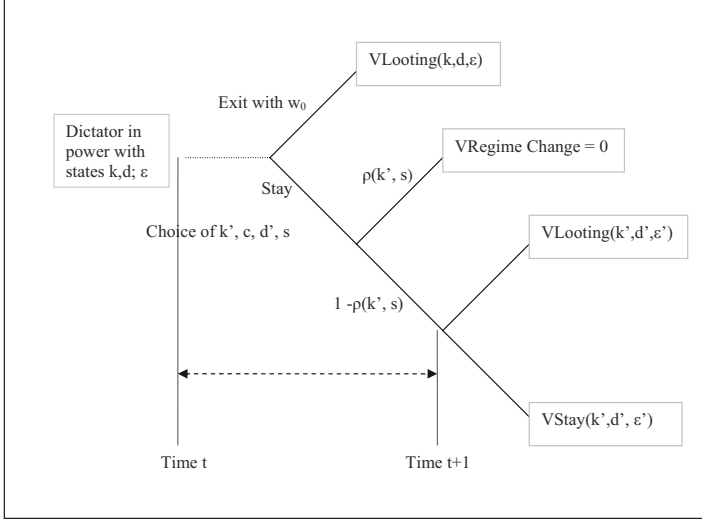 VLooting(k,d,ε)
Exit with w₀
Dictator in
power with
states k,d; ε
VRegime Change = 0
ρ(k’, s)
Stay
Choice of k’, c, d’, s
VLooting(k’,d’,ε’)
1 -ρ(k’, s)
VStay(k’,d’, ε’)
Time t
Time t+1